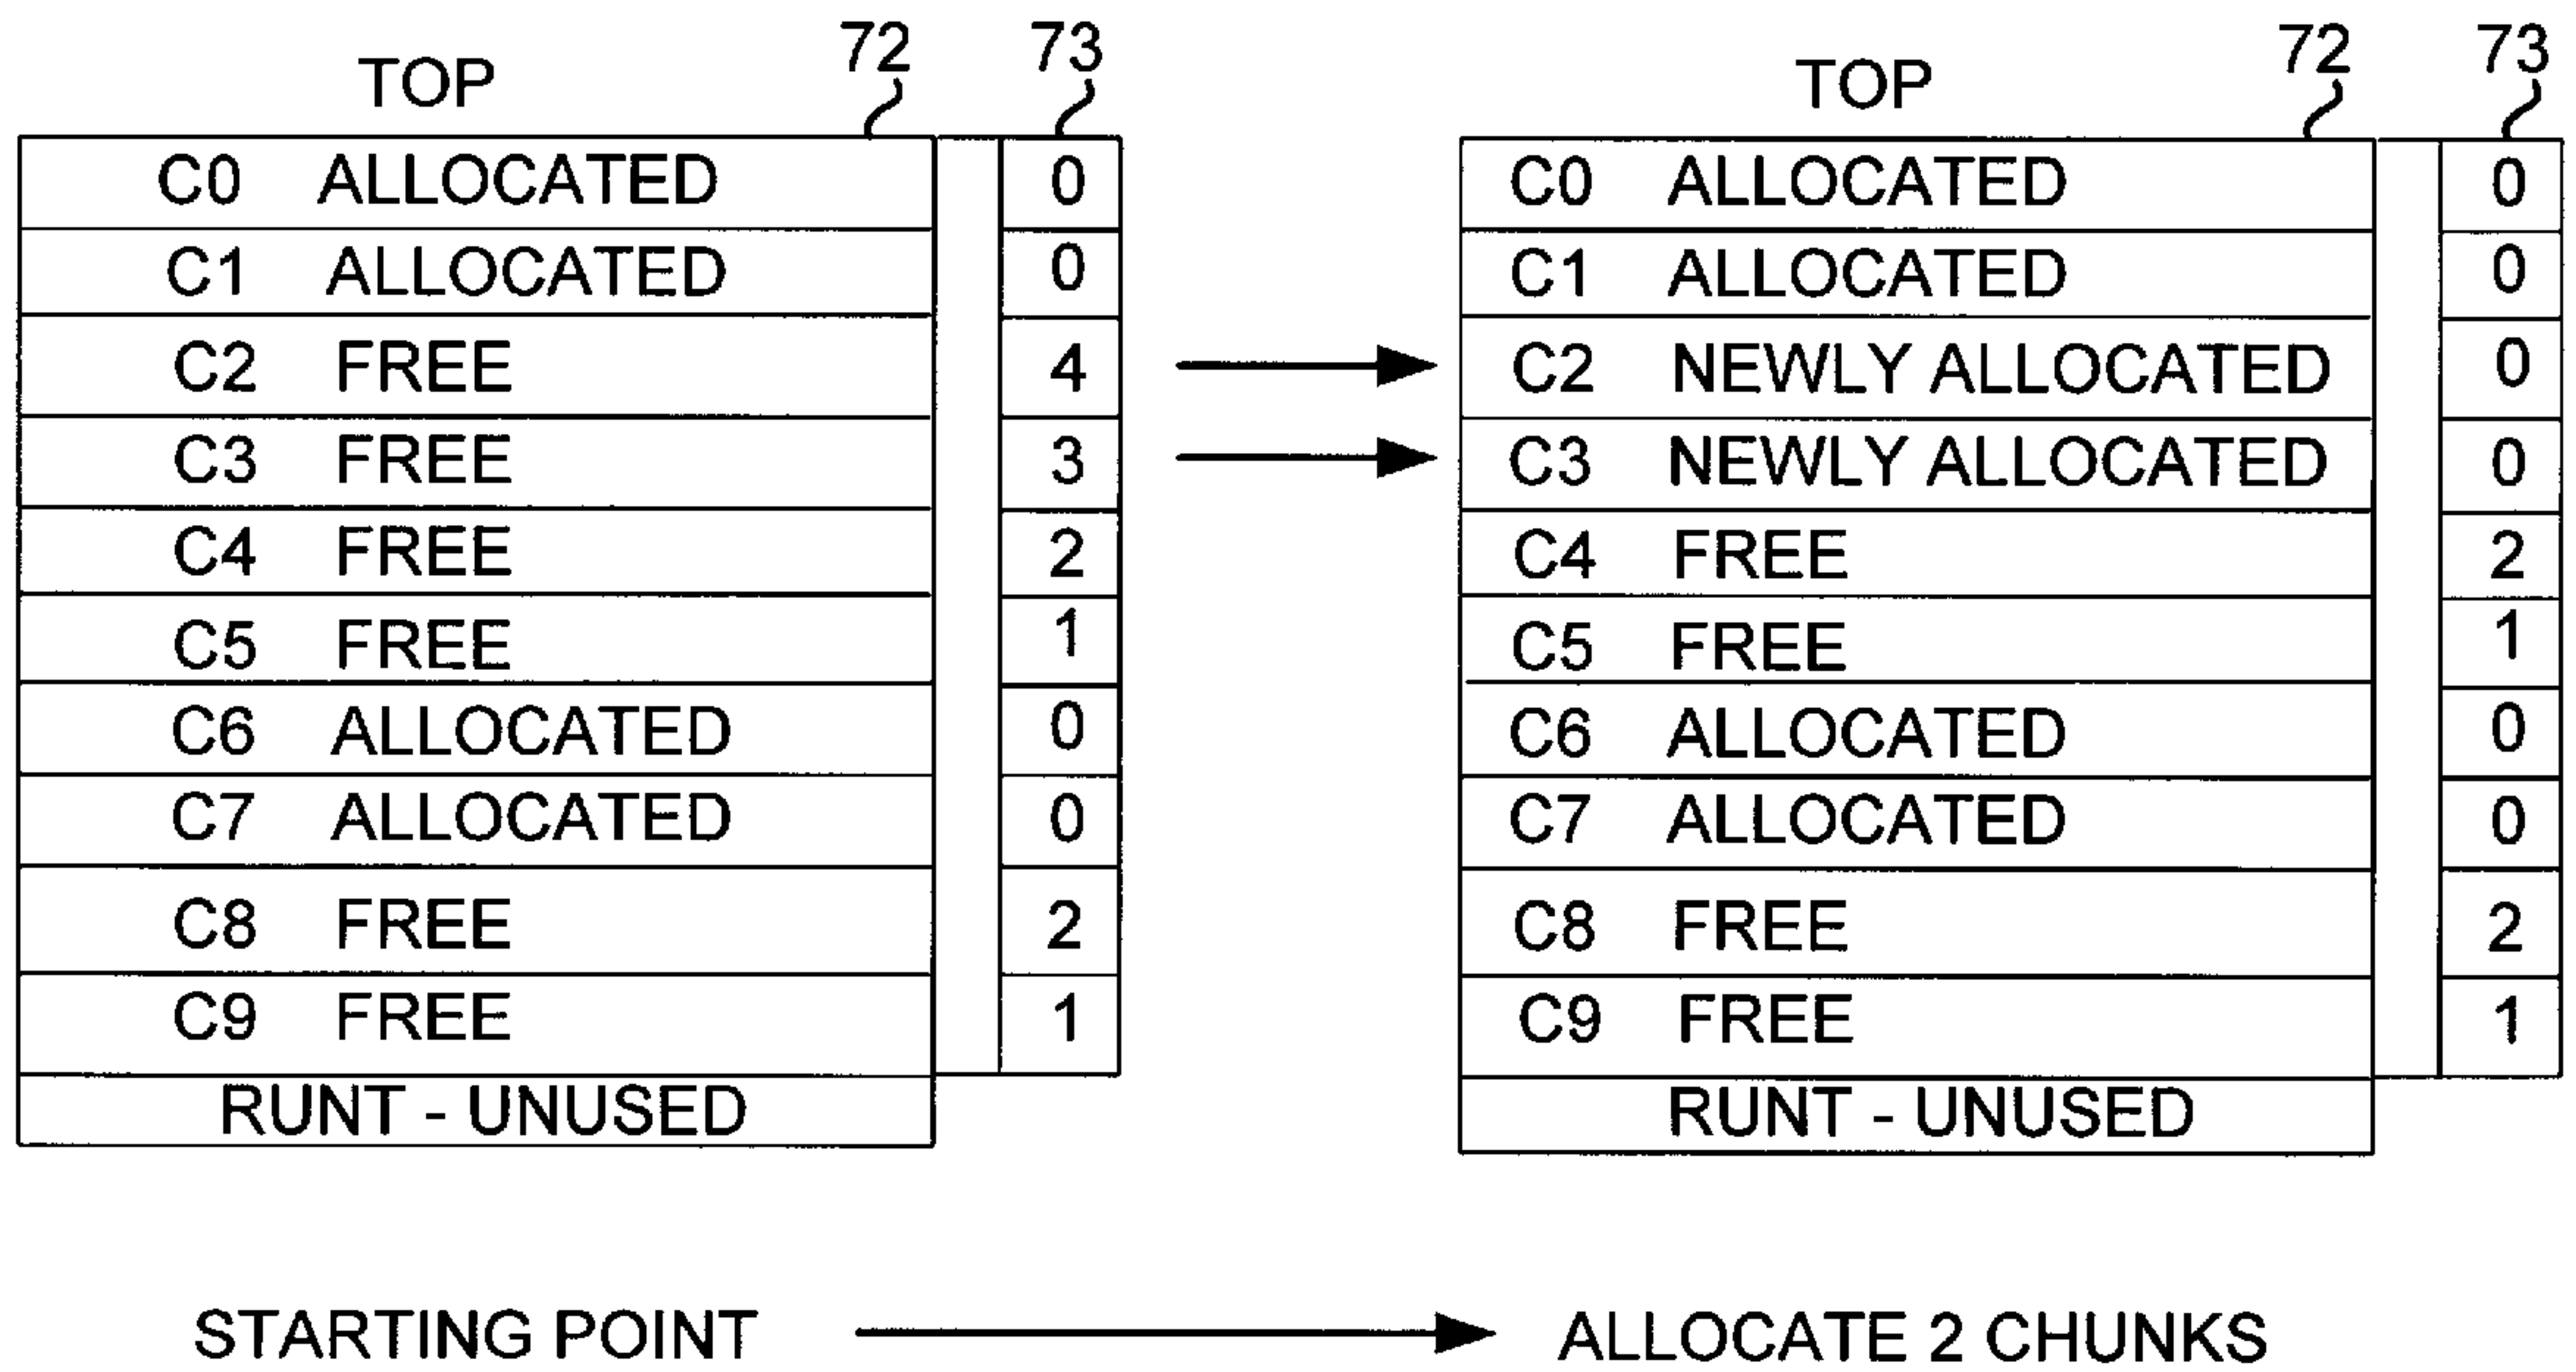 TOP 72 73 TOP 72 73
C0 ALLOCATED 0 C0 ALLOCATED 0
C1 ALLOCATED 0 C1 ALLOCATED 0
C2 FREE 4 C2 NEWLY ALLOCATED 0
C3 FREE 3 C3 NEWLY ALLOCATED 0
C4 FREE 2 C4 FREE 2
C5 FREE 1 C5 FREE 1
C6 ALLOCATED 0 C6 ALLOCATED 0
C7 ALLOCATED 0 C7 ALLOCATED 0
C8 FREE 2 C8 FREE 2
C9 FREE 1 C9 FREE 1
RUNT - UNUSED RUNT - UNUSED
STARTING POINT ALLOCATE 2 CHUNKS